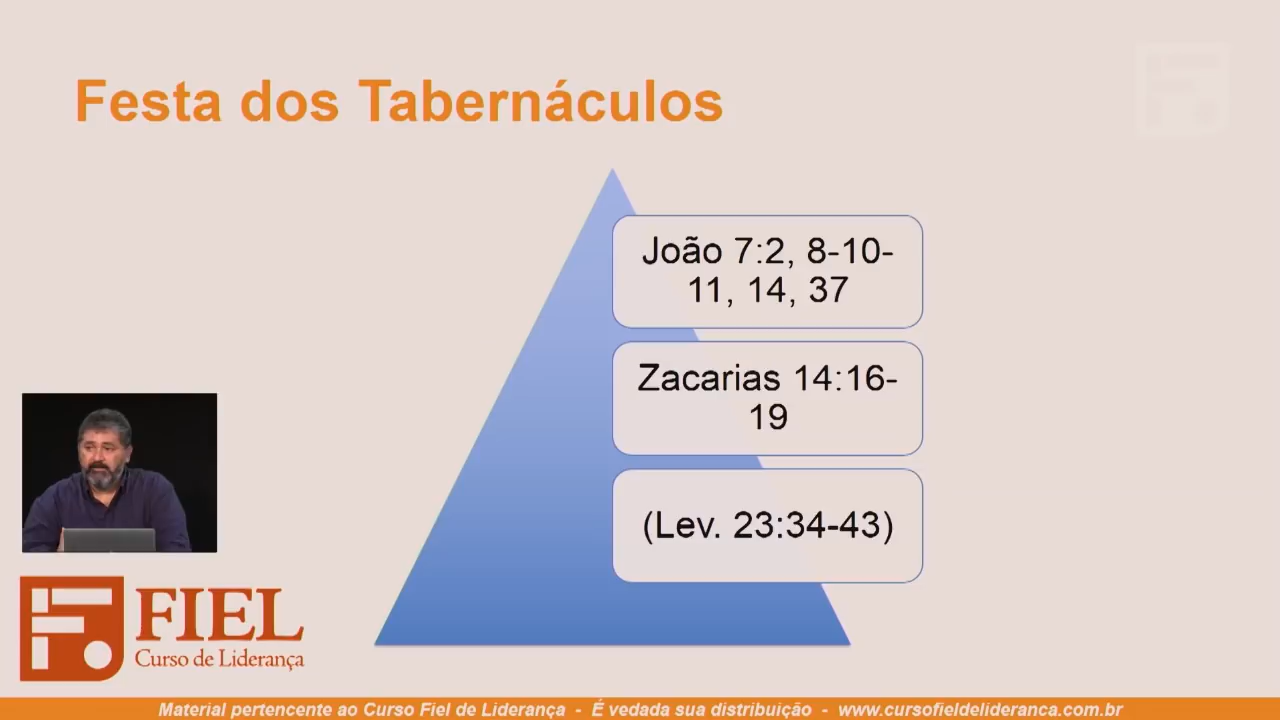 Festa dos Tabernáculos
João 7:2, 8-10-
11, 14, 37
Zacarias 14:16-
19
(Lev. 23:34-43)
FIEL
Curso de Liderança
Material pertencente ao Curso Fiel de Liderança - É vedada sua distribuição - www.cursofieldelideranca.com.br